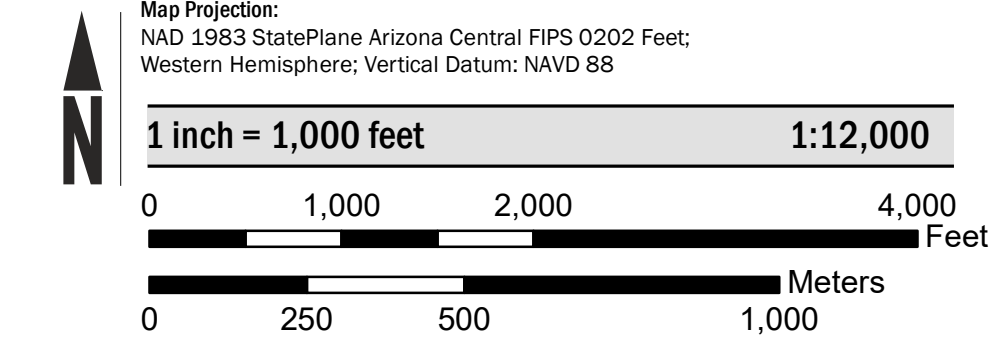 Map Projection:
NAD 1983 StatePlane Arizona Central FIPS 0202 Feet;
Western Hemisphere; Vertical Datum: NAVD 88
N
1 inch = 1,000 feet 1:12,000
0 1,000 2,000 4,000
Feet
Meters
0 250 500 1,000